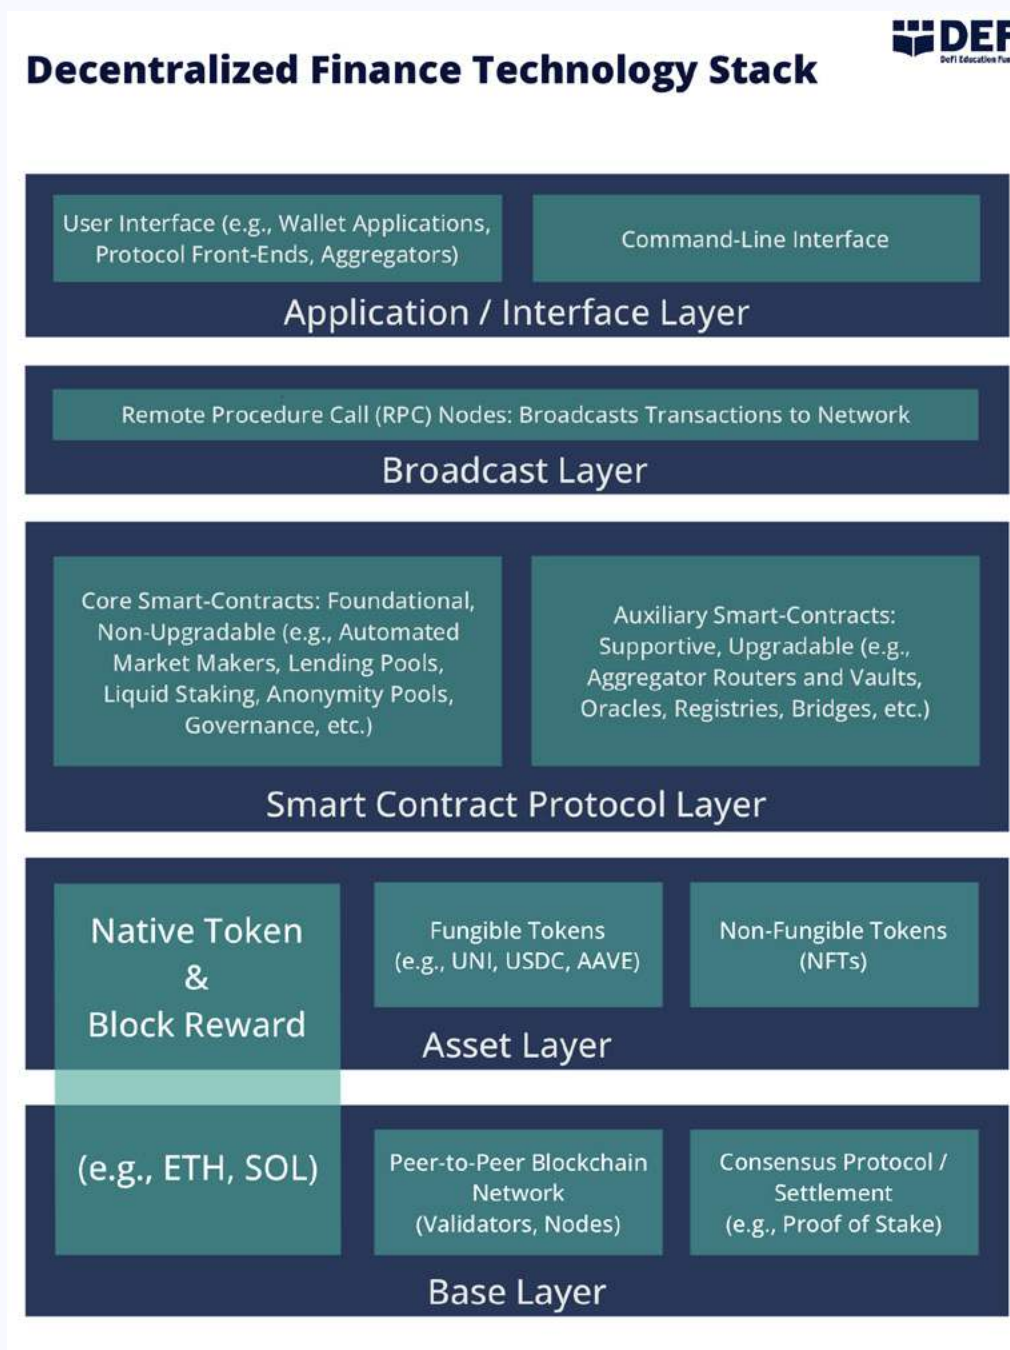 DEF
DeFi Education Fun
Decentralized Finance Technology Stack
User Interface (e.g., Wallet Applications,
Protocol Front-Ends, Aggregators)
Command-Line Interface
Application / Interface Layer
Remote Procedure Call (RPC) Nodes: Broadcasts Transactions to Network
Broadcast Layer
Core Smart-Contracts: Foundational,
Non-Upgradable (e.g., Automated
Market Makers, Lending Pools,
Liquid Staking, Anonymity Pools,
Governance, etc.)
Auxiliary Smart-Contracts:
Supportive, Upgradable (e.g.,
Aggregator Routers and Vaults,
Oracles, Registries, Bridges, etc.)
Smart Contract Protocol Layer
Native Token
&
Block Reward
(e.g., ETH, SOL)
Fungible Tokens
(e.g., UNI, USDC, AAVE)
Non-Fungible Tokens
(NFTs)
Asset Layer
Peer-to-Peer Blockchain
Network
(Validators, Nodes)
Consensus Protocol /
Settlement
(e.g., Proof of Stake)
Base Layer